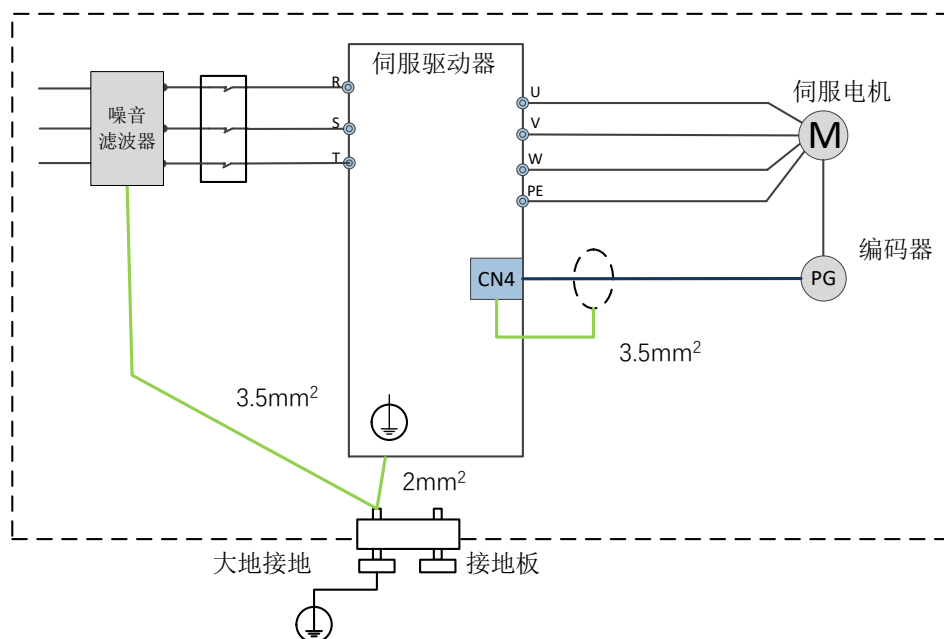 伺服驱动器
噪音
滤波器
R
S
T
U
V
W
PE
伺服电机
M
编码器
CN4
PG
3.5mm²
3.5mm²
2mm²
大地接地
接地板